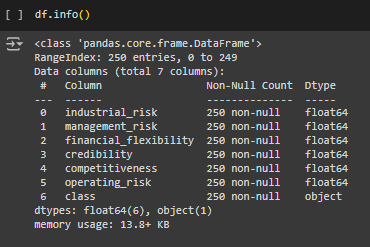 [ ] df.info()
<class 'pandas.core.frame.DataFrame'>
RangeIndex: 250 entries, 0 to 249
Data columns (total 7 columns):
 #   Column                 Non-Null Count  Dtype
---  ------                 --------------  -----
 0   industrial_risk        250 non-null    float64
 1   management_risk        250 non-null    float64
 2   financial_flexibility  250 non-null    float64
 3   credibility            250 non-null    float64
 4   competitiveness        250 non-null    float64
 5   operating_risk         250 non-null    float64
 6   class                  250 non-null    object
dtypes: float64(6), object(1)
memory usage: 13.8+ KB